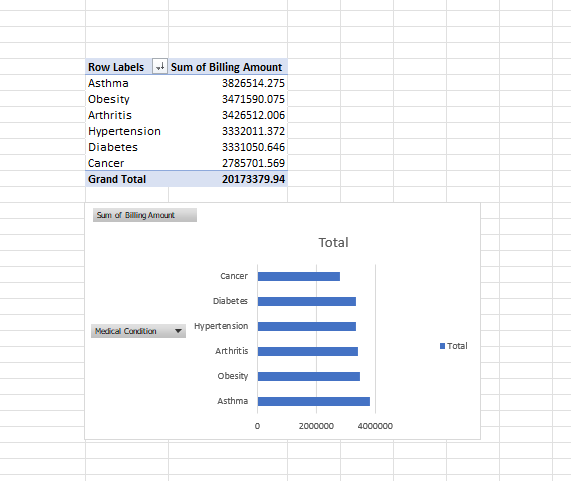 Row Labels Sum of Billing Amount
Asthma 3826514.275
Obesity 3471590.075
Arthritis 3426512.006
Hypertension 3332011.372
Diabetes 3331050.646
Cancer 2785701.569
Grand Total 20173379.94
Sum of Billing Amount
Total
Cancer
Diabetes
Medical Condition
Hypertension
Total
Arthritis
Obesity
Asthma
0 2000000 4000000